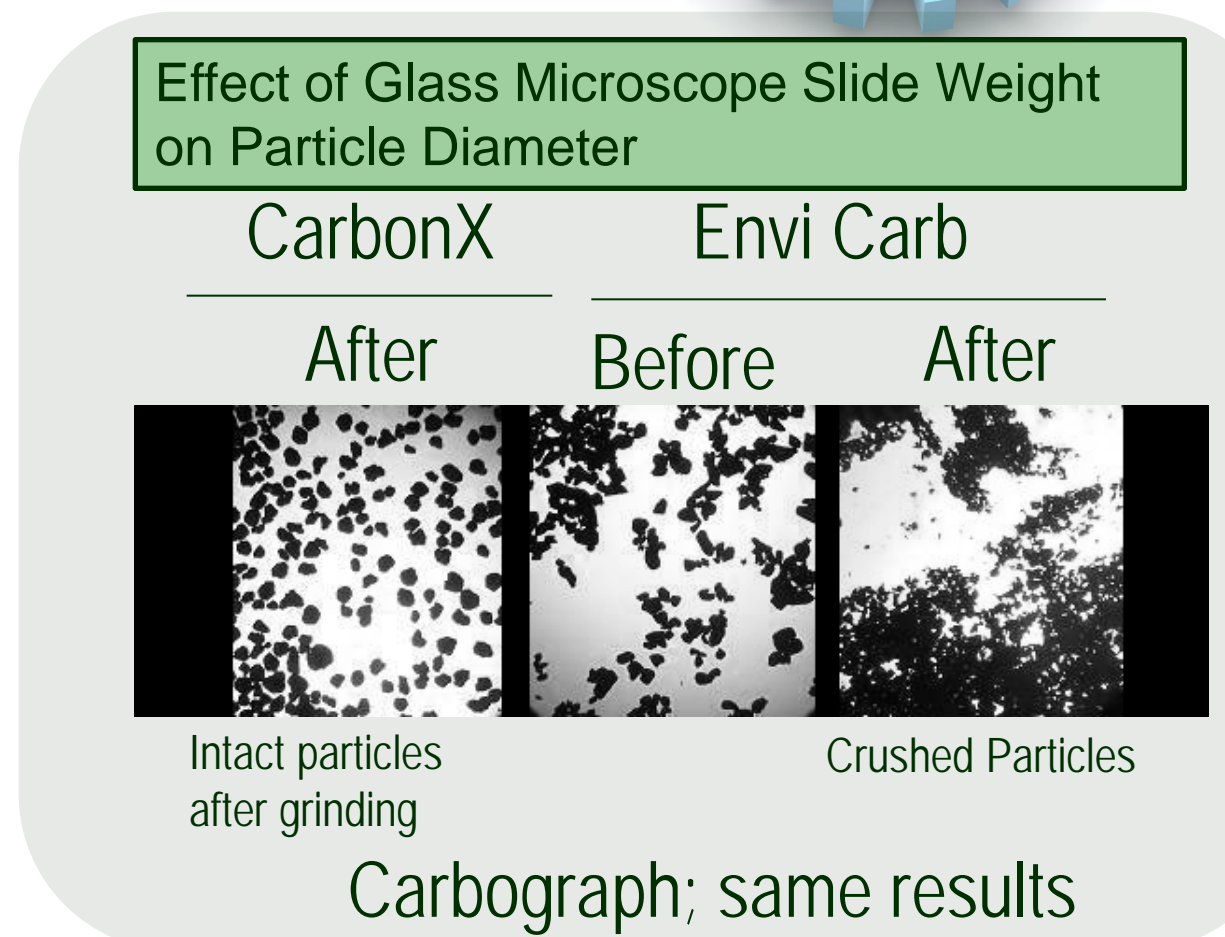 Effect of Glass Microscope Slide Weight
on Particle Diameter
CarbonX
Envi Carb
After
Before
After
Intact particles
after grinding
Crushed Particles
Carbograph; same results